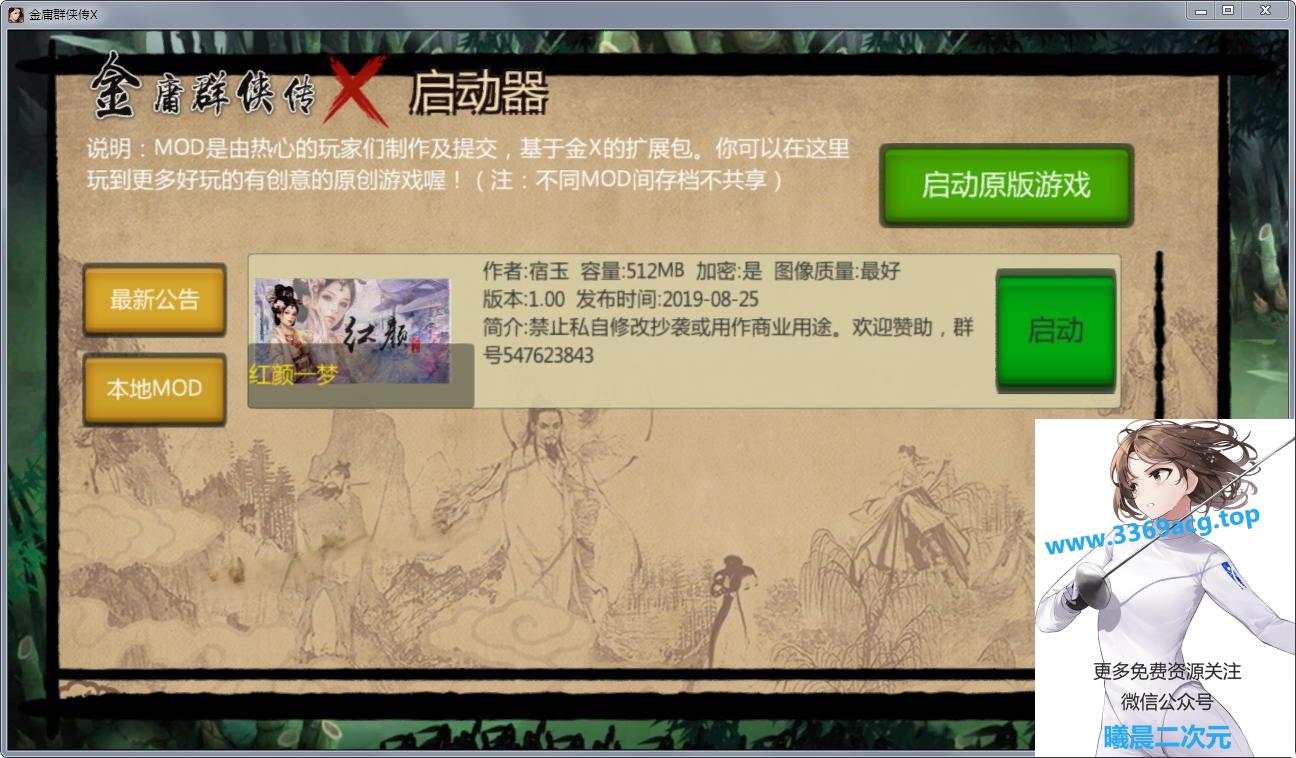 金庸群侠传X
金庸群侠传X 启动器
说明：MOD是由热心的玩家们制作及提交，基于金X的扩展包。你可以在这里
玩到更多好玩的有创意的原创游戏喔！（注：不同MOD间存档不共享）
启动原版游戏
最新公告
本地MOD
红颜
红颜一梦
作者:宿玉 容量:512MB 加密:是 图像质量:最好
版本:1.00 发布时间:2019-08-25
简介:禁止私自修改抄袭或用作商业用途。欢迎赞助，群
号547623843
启动
www.3369acg.top
更多免费资源关注
微信公众号
曦晨二次元